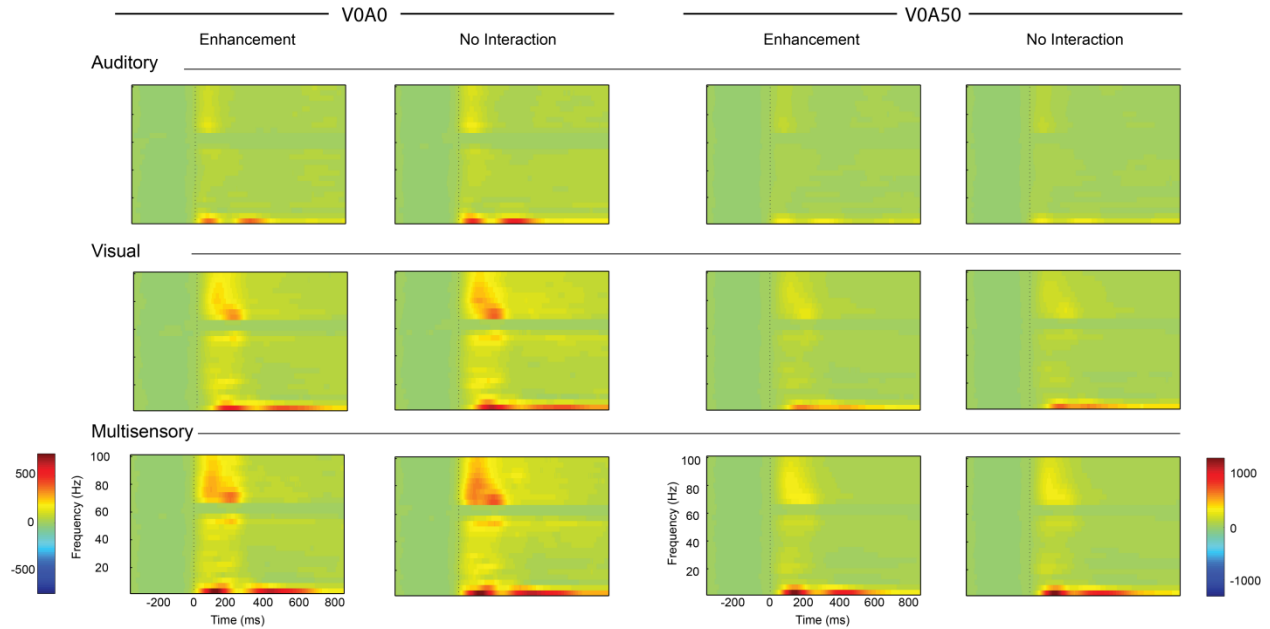 V0A0 V0A50
Enhancement No Interaction Enhancement No Interaction
Auditory
Visual
Multisensory
500
0
-500
Frequency (Hz)
100
80
60
40
20
-200 0 200 400 600 800
Time (ms)
Frequency (Hz)
100
80
60
40
20
-200 0 200 400 600 800
Time (ms)
1000
0
-1000